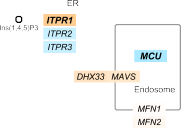 ER
Ins(1,4,5)P3
ITPR1
ITPR2
ITPR3
MCU
DHX33 MAVS
Endosome
MFN1
MFN2